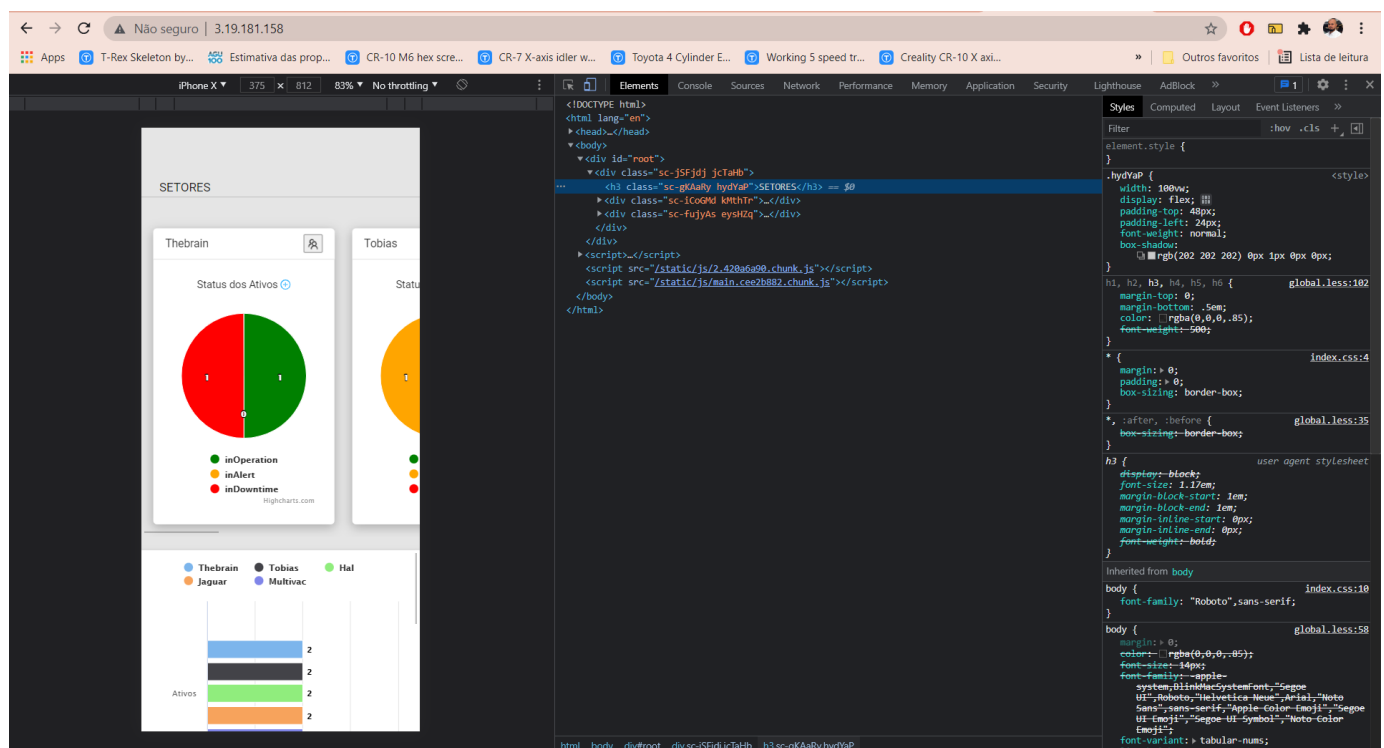 Não seguro | 3.19.181.158
Apps T-Rex Skeleton by... Estimativa das prop... CR-10 M6 hex scre... CR-7 X-axis idler w... Toyota 4 Cylinder E... Working 5 speed tr... Creality CR-10 X axi... » Outros favoritos Lista de leitura
iPhone X ▼ 375 × 812 83% ▼ No throttling ▼
SETORES
Thebrain
Status dos Ativos
1
1
0
inOperation
inAlert
inDowntime
Highcharts.com
Tobias
Statu
1
Thebrain Tobias Hal
Jaguar Multivac
2
2
Ativos 2
2
Elements Console Sources Network Performance Memory Application Security Lighthouse AdBlock » 1
<!DOCTYPE html>
<html lang="en">
▶<head>…</head>
▼<body>
▼<div id="root">
▼<div class="sc-jSFjdj jcTaHb">
... <h3 class="sc-gKAaRy hydYaP">SETORES</h3> == $0
▶<div class="sc-iCoGMd kMthTr">…</div>
▶<div class="sc-fujyAs eysHZq">…</div>
</div>
</div>
▶<script>…</script>
<script src="/static/js/2.420a6a90.chunk.js"></script>
<script src="/static/js/main.cee2b882.chunk.js"></script>
</body>
</html>
html body div#root div.sc-jSFjdj.jcTaHb h3.sc-gKAaRy.hydYaP
Styles Computed Layout Event Listeners »
Filter :hov .cls +
element.style {
}
.hydYaP { <style>
width: 100vw;
display: flex;
padding-top: 48px;
padding-left: 24px;
font-weight: normal;
box-shadow:
rgb(202 202 202) 0px 1px 0px 0px;
}
h1, h2, h3, h4, h5, h6 { global.less:102
margin-top: 0;
margin-bottom: .5em;
color: rgba(0,0,0,.85);
font-weight: 500;
}
* { index.css:4
margin:▶ 0;
padding:▶ 0;
box-sizing: border-box;
}
*, :after, :before { global.less:35
box-sizing: border-box;
}
h3 { user agent stylesheet
display: block;
font-size: 1.17em;
margin-block-start: 1em;
margin-block-end: 1em;
margin-inline-start: 0px;
margin-inline-end: 0px;
font-weight: bold;
}
Inherited from body
body { index.css:10
font-family: "Roboto",sans-serif;
}
body { global.less:58
margin:▶ 0;
color: rgba(0,0,0,.85);
font-size: 14px;
font-family: -apple-
system,BlinkMacSystemFont,"Segoe
UI",Roboto,"Helvetica Neue",Arial,"Noto
Sans",sans-serif,"Apple Color Emoji","Segoe
UI Emoji","Segoe UI Symbol","Noto Color
Emoji";
font-variant:▶ tabular-nums;